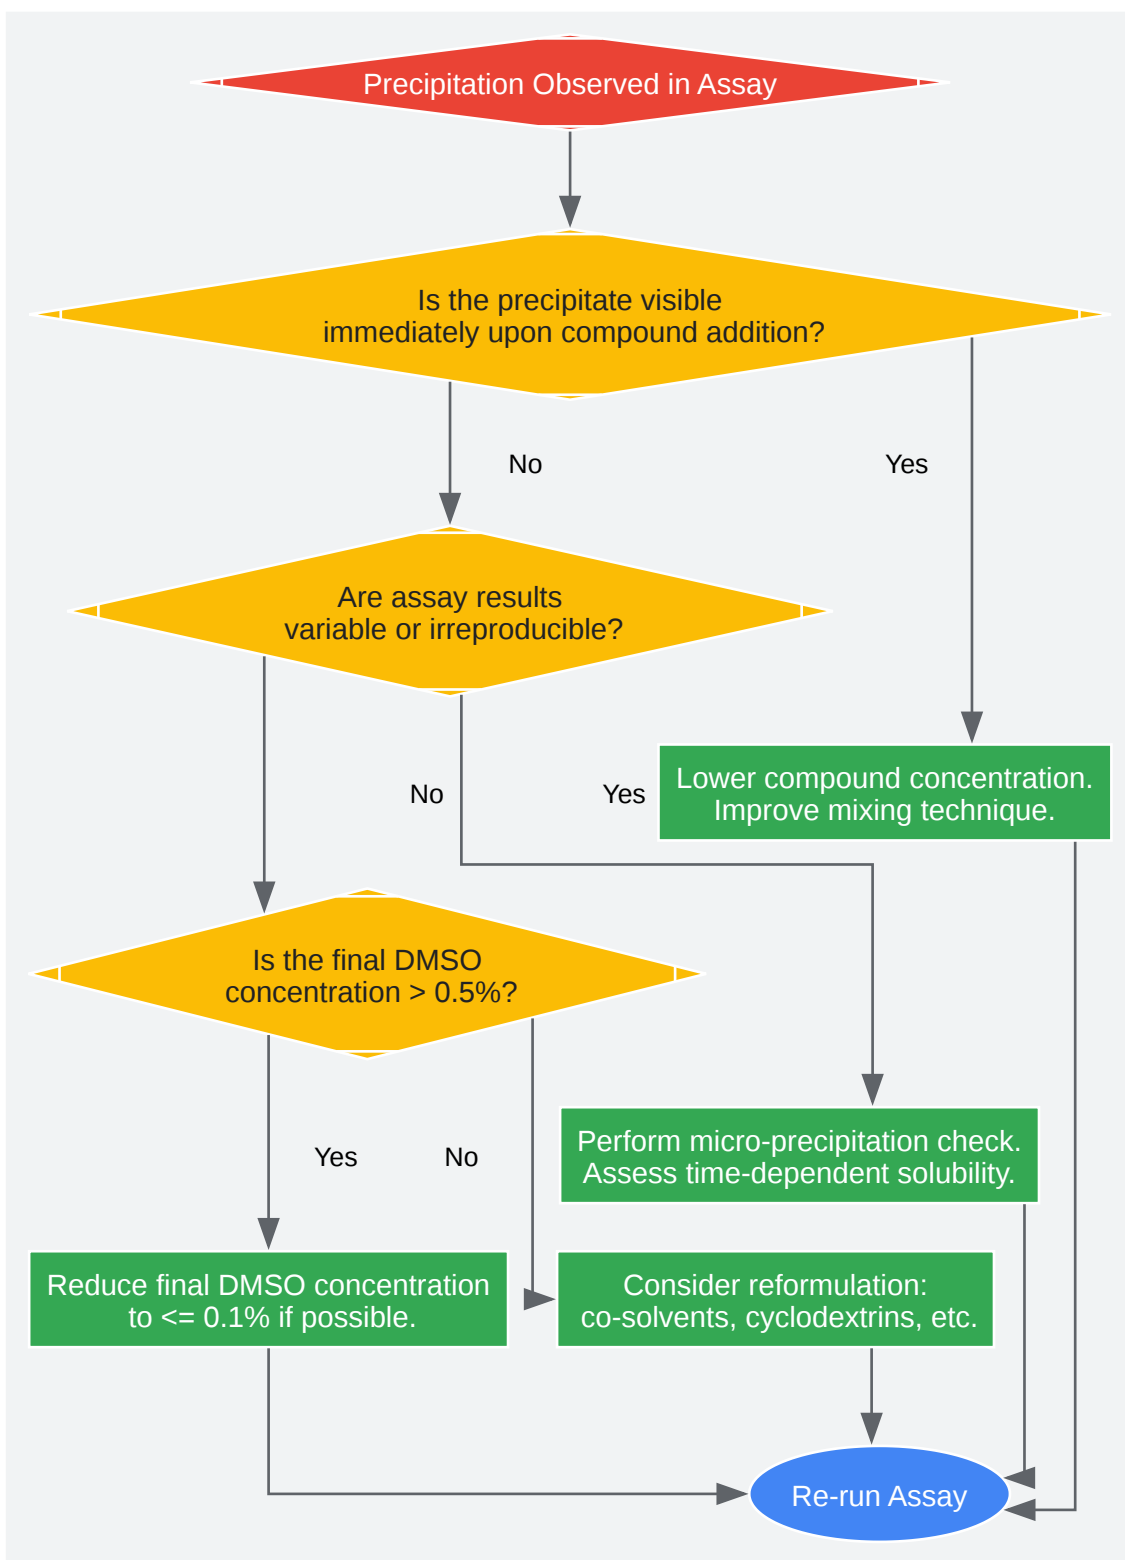 Precipitation Observed in Assay
Is the precipitate visible
immediately upon compound addition?
No
Yes
Are assay results
variable or irreproducible?
Lower compound concentration.
Improve mixing technique.
No
Yes
Is the final DMSO
concentration > 0.5%?
Perform micro-precipitation check.
Assess time-dependent solubility.
Yes
No
Reduce final DMSO concentration
to <= 0.1% if possible.
Consider reformulation:
co-solvents, cyclodextrins, etc.
Re-run Assay